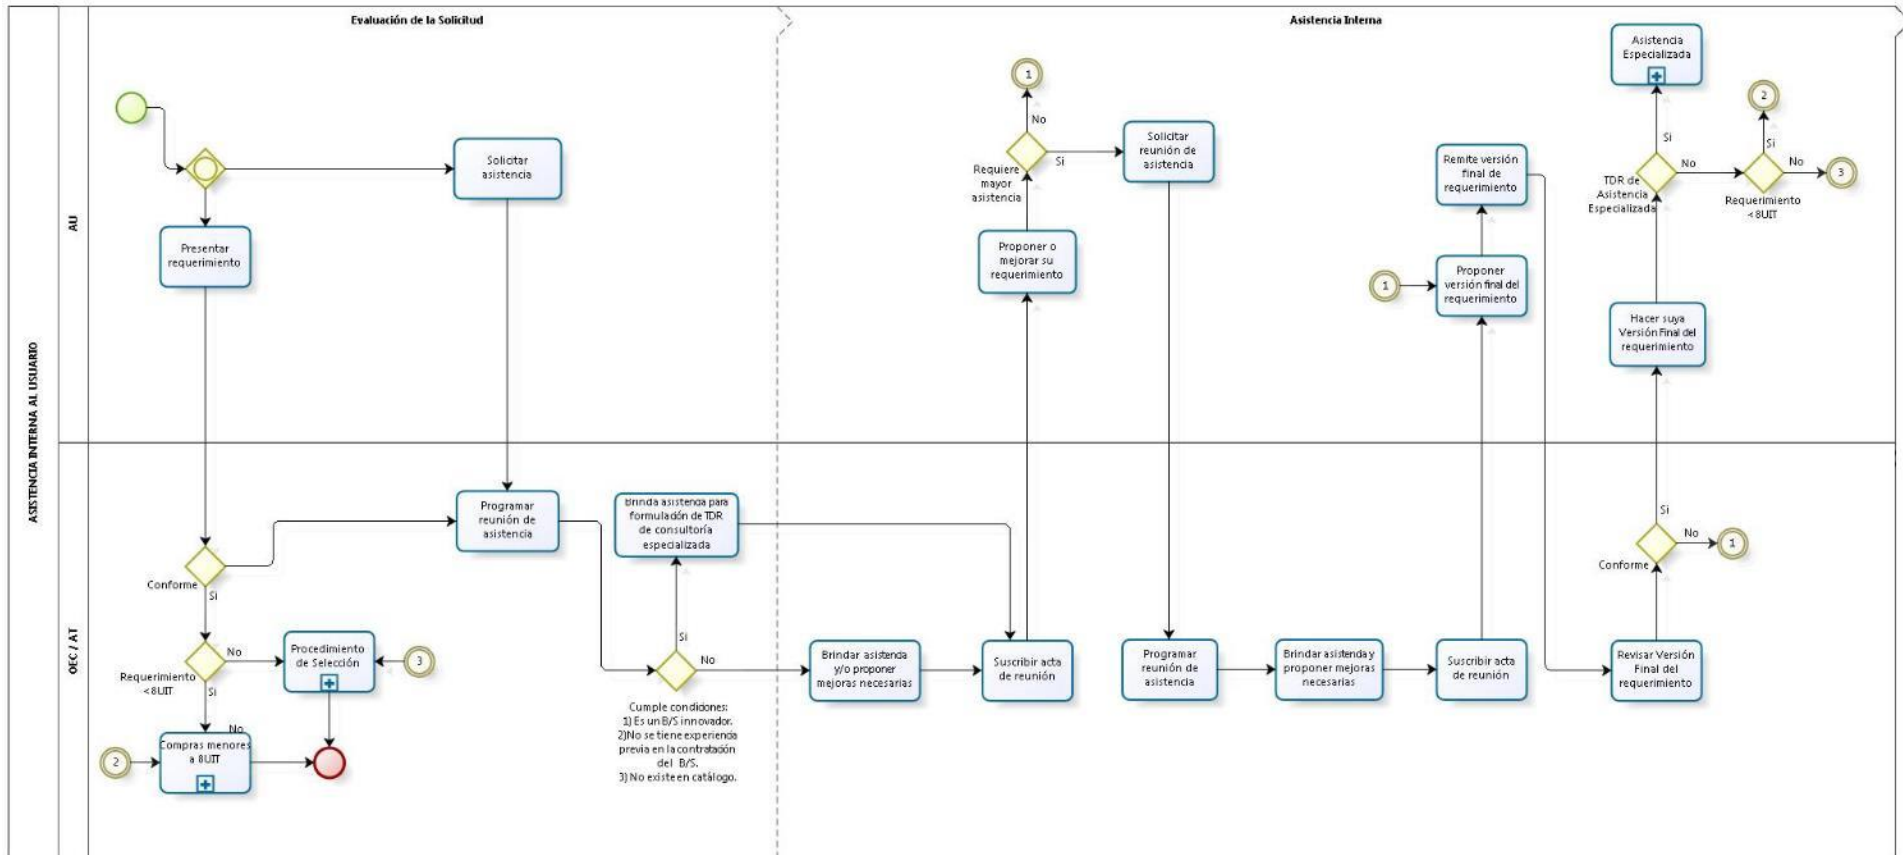 Evaluación de la Solicitud
Asistencia Interna
ASISTENCIA INTERNA AL USUARIO
AU
Solicitar
asistencia
Presentar
requerimiento
1
No
Requiere
mayor
asistencia
Si
Solicitar
reunión de
asistencia
Proponer o
mejorar su
requerimiento
Remite versión
final de
requerimiento
1
Proponer
versión final del
requerimiento
Asistencia
Especializada
Si
TDR de
Asistencia
Especializada
No
2
Si
No
3
Requerimiento
< 8UIT
Hacer suya
Versión Final del
requerimiento
OEC / AT
Conforme
Si
Requerimiento
< 8UIT
No
Si
Procedimiento
de Selección
3
No
2
Compras menores
a 8UIT
Programar
reunión de
asistencia
Brinda asistencia para
formulación de TDR
de consultoría
especializada
Si
No
Cumple condiciones:
1) Es un B/S innovador.
2)No se tiene experiencia
previa en la contratación
del B/S.
3) No existe en catálogo.
Brindar asistencia
y/o proponer
mejoras necesarias
Suscribir acta
de reunión
Programar
reunión de
asistencia
Brindar asistencia y
proponer mejoras
necesarias
Suscribir acta
de reunión
Si
No
1
Conforme
Revisar Versión
Final del
requerimiento